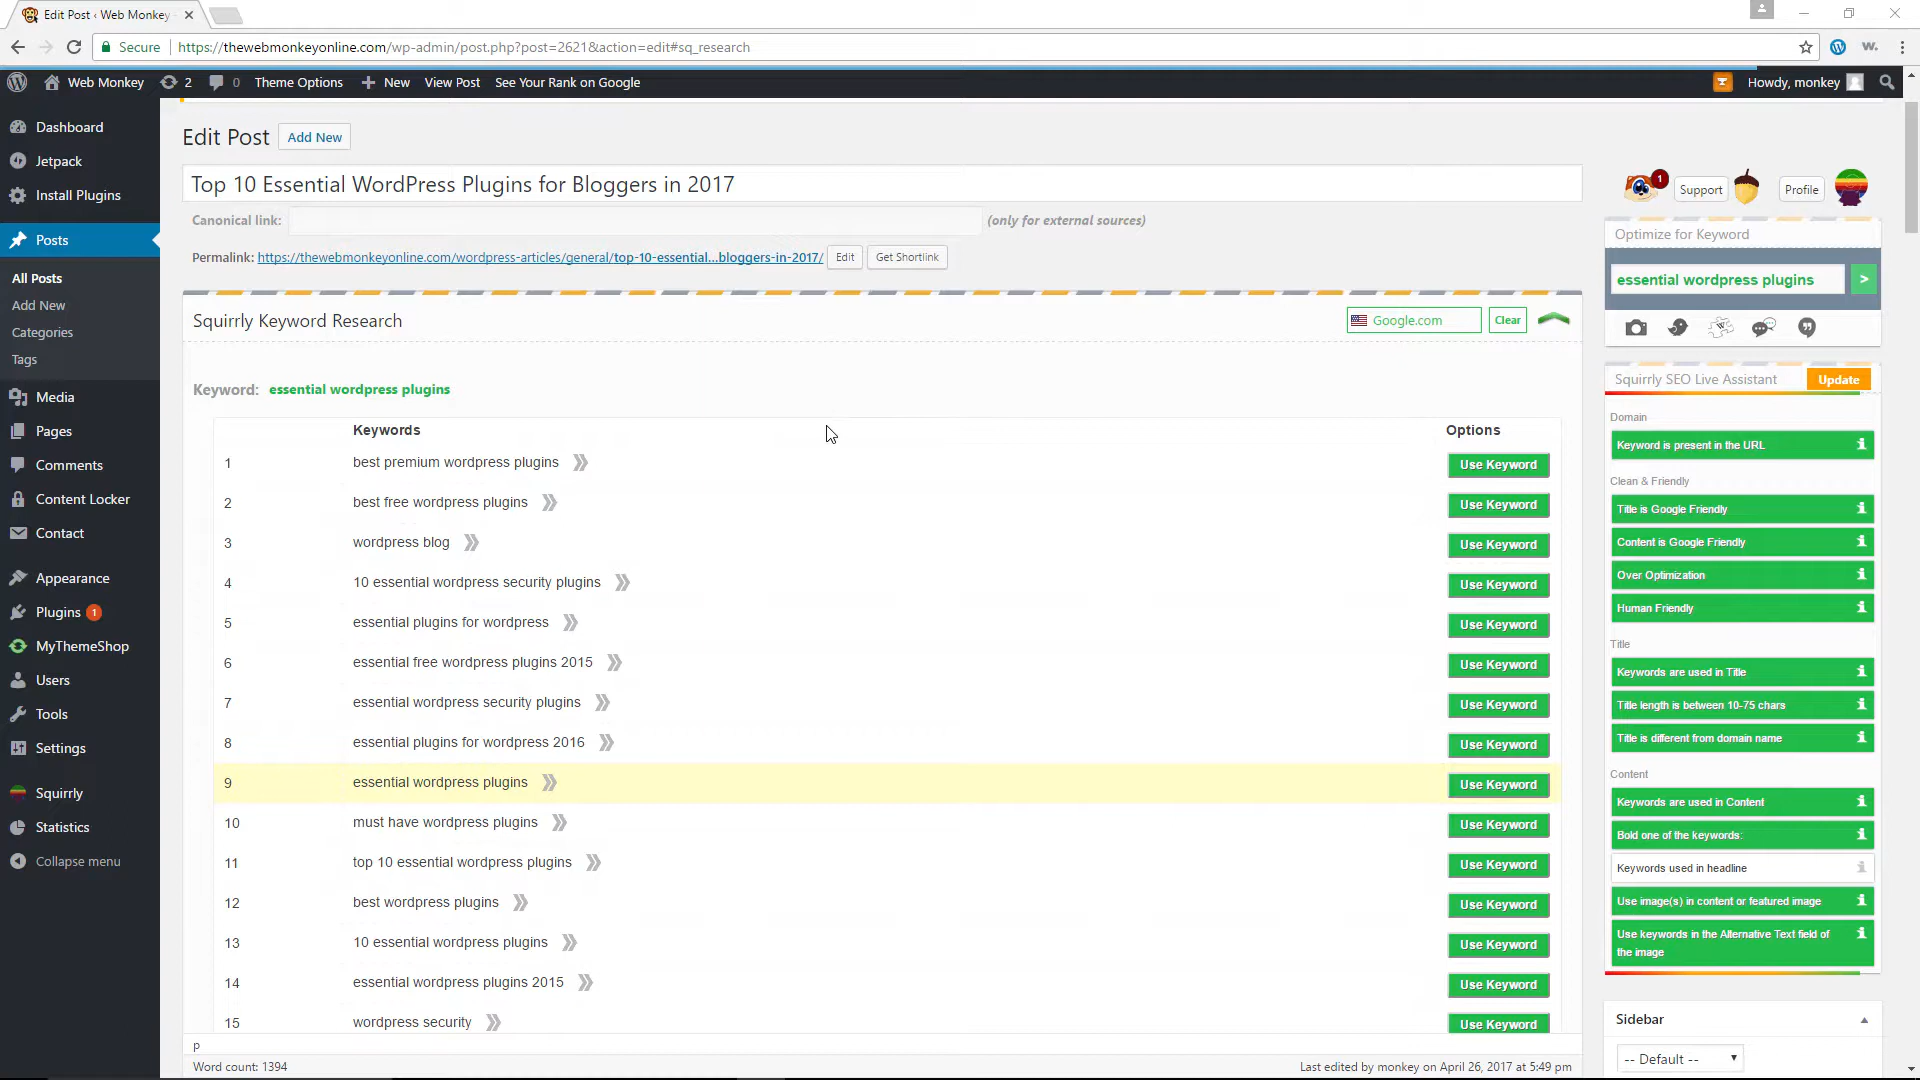 Edit Post ‹ Web Monkey
Secure
https://thewebmonkeyonline.com/wp-admin/post.php?post=2621&action=edit#sq_research
Web Monkey
2
0
Theme Options
New
View Post
See Your Rank on Google
Howdy, monkey
Dashboard
Jetpack
Install Plugins
Posts
All Posts
Add New
Categories
Tags
Media
Pages
Comments
Content Locker
Contact
Appearance
Plugins 1
MyThemeShop
Users
Tools
Settings
Squirrly
Statistics
Collapse menu
Edit Post
Add New
Top 10 Essential WordPress Plugins for Bloggers in 2017
Canonical link:
(only for external sources)
Permalink: https://thewebmonkeyonline.com/wordpress-articles/general/top-10-essential...bloggers-in-2017/
Edit
Get Shortlink
Squirrly Keyword Research
Google.com
Clear
Keyword: essential wordpress plugins
Keywords
Options
1 best premium wordpress plugins Use Keyword
2 best free wordpress plugins Use Keyword
3 wordpress blog Use Keyword
4 10 essential wordpress security plugins Use Keyword
5 essential plugins for wordpress Use Keyword
6 essential free wordpress plugins 2015 Use Keyword
7 essential wordpress security plugins Use Keyword
8 essential plugins for wordpress 2016 Use Keyword
9 essential wordpress plugins Use Keyword
10 must have wordpress plugins Use Keyword
11 top 10 essential wordpress plugins Use Keyword
12 best wordpress plugins Use Keyword
13 10 essential wordpress plugins Use Keyword
14 essential wordpress plugins 2015 Use Keyword
15 wordpress security Use Keyword
p
Word count: 1394
Last edited by monkey on April 26, 2017 at 5:49 pm
1
Support
Profile
Optimize for Keyword
essential wordpress plugins
>
Squirrly SEO Live Assistant
Update
Domain
Keyword is present in the URL
Clean & Friendly
Title is Google Friendly
Content is Google Friendly
Over Optimization
Human Friendly
Title
Keywords are used in Title
Title length is between 10-75 chars
Title is different from domain name
Content
Keywords are used in Content
Bold one of the keywords:
Keywords used in headline
Use image(s) in content or featured image
Use keywords in the Alternative Text field of
the image
Sidebar
-- Default --